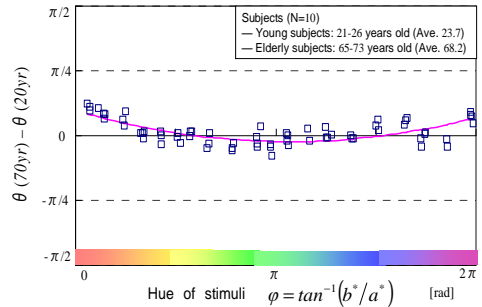 π/2
Subjects (N=10)
— Young subjects: 21-26 years old (Ave. 23.7)
— Elderly subjects: 65-73 years old (Ave. 68.2)
π/4
θ (70yr) – θ (20yr)
0
-π/4
-π/2
0 π 2π
Hue of stimuli φ = tan⁻¹(b*/a*) [rad]